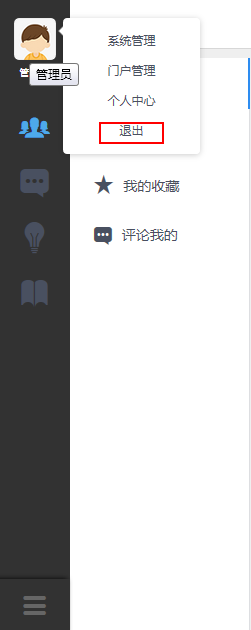 系统管理
门户管理
个人中心
退出
管理员
我的收藏
评论我的